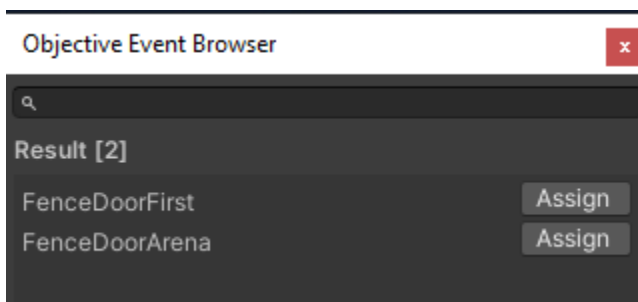 Objective Event Browser
x
Result [2]
FenceDoorFirst Assign
FenceDoorArena Assign